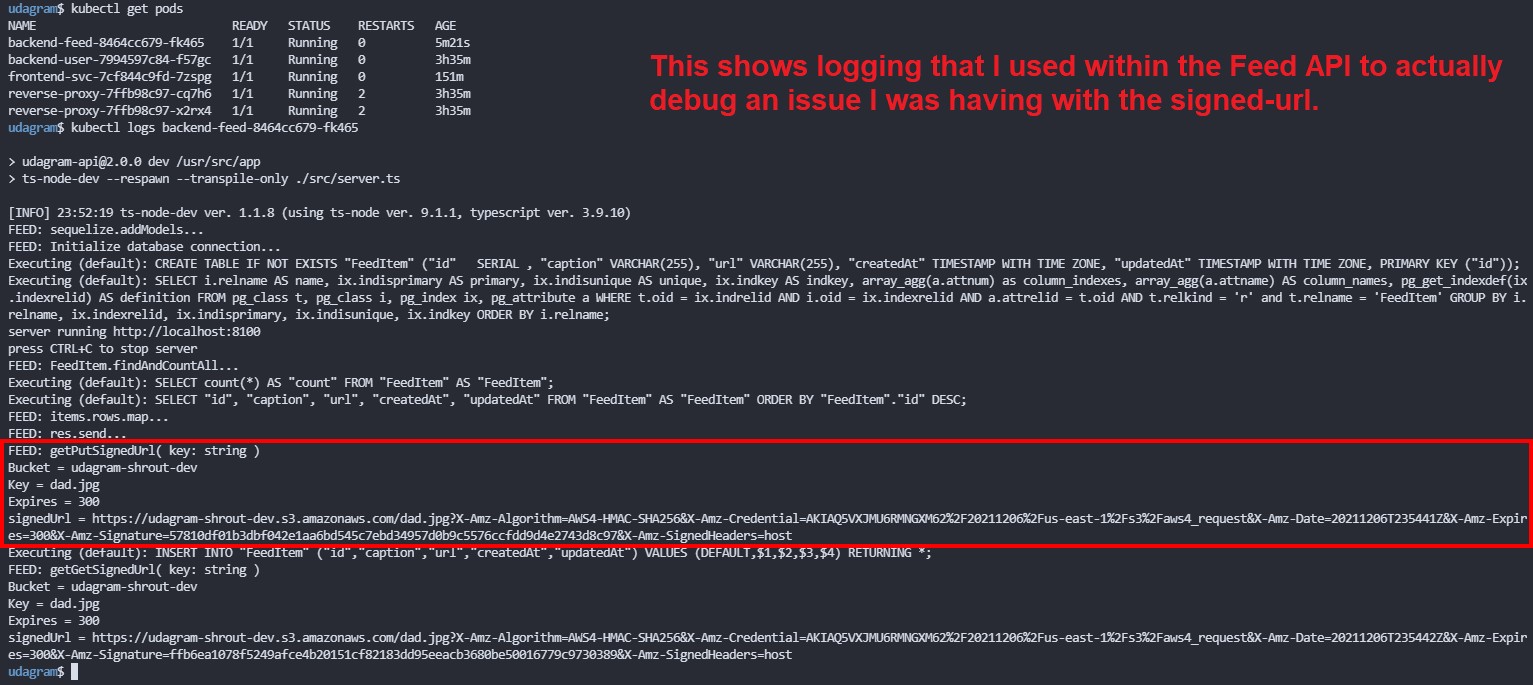 udagram$ kubectl get pods
NAME READY STATUS RESTARTS AGE
backend-feed-8464cc679-fk465 1/1 Running 0 5m21s
backend-user-7994597c84-f57gc 1/1 Running 0 3h35m
frontend-svc-7cf844c9fd-7zspg 1/1 Running 0 151m
reverse-proxy-7ffb98c97-cq7h6 1/1 Running 2 3h35m
reverse-proxy-7ffb98c97-x2rx4 1/1 Running 2 3h35m
This shows logging that I used within the Feed API to actually
debug an issue I was having with the signed-url.
udagram$ kubectl logs backend-feed-8464cc679-fk465
> udagram-api@2.0.0 dev /usr/src/app
> ts-node-dev --respawn --transpile-only ./src/server.ts
[INFO] 23:52:19 ts-node-dev ver. 1.1.8 (using ts-node ver. 9.1.1, typescript ver. 3.9.10)
FEED: sequelize.addModels...
FEED: Initialize database connection...
Executing (default): CREATE TABLE IF NOT EXISTS "FeedItem" ("id"   SERIAL , "caption" VARCHAR(255), "url" VARCHAR(255), "createdAt" TIMESTAMP WITH TIME ZONE, "updatedAt" TIMESTAMP WITH TIME ZONE, PRIMARY KEY ("id"));
Executing (default): SELECT i.relname AS name, ix.indisprimary AS primary, ix.indisunique AS unique, ix.indkey AS indkey, array_agg(a.attnum) as column_indexes, array_agg(a.attname) AS column_names, pg_get_indexdef(ix
.indexrelid) AS definition FROM pg_class t, pg_class i, pg_index ix, pg_attribute a WHERE t.oid = ix.indrelid AND i.oid = ix.indexrelid AND a.attrelid = t.oid AND t.relkind = 'r' and t.relname = 'FeedItem' GROUP BY i.
relname, ix.indexrelid, ix.indisprimary, ix.indisunique, ix.indkey ORDER BY i.relname;
server running http://localhost:8100
press CTRL+C to stop server
FEED: FeedItem.findAndCountAll...
Executing (default): SELECT count(*) AS "count" FROM "FeedItem" AS "FeedItem";
Executing (default): SELECT "id", "caption", "url", "createdAt", "updatedAt" FROM "FeedItem" AS "FeedItem" ORDER BY "FeedItem"."id" DESC;
FEED: items.rows.map...
FEED: res.send...
FEED: getPutSignedUrl( key: string )
Bucket = udagram-shrout-dev
Key = dad.jpg
Expires = 300
signedUrl = https://udagram-shrout-dev.s3.amazonaws.com/dad.jpg?X-Amz-Algorithm=AWS4-HMAC-SHA256&X-Amz-Credential=AKIAQ5VXJMU6RMNGXM62%2F20211206%2Fus-east-1%2Fs3%2Faws4_request&X-Amz-Date=20211206T235441Z&X-Amz-Expir
es=300&X-Amz-Signature=57810df01b3dbf042e1aa6bd545c7ebd34957d0b9c5576ccfdd9d4e2743d8c97&X-Amz-SignedHeaders=host
Executing (default): INSERT INTO "FeedItem" ("id","caption","url","createdAt","updatedAt") VALUES (DEFAULT,$1,$2,$3,$4) RETURNING *;
FEED: getGetSignedUrl( key: string )
Bucket = udagram-shrout-dev
Key = dad.jpg
Expires = 300
signedUrl = https://udagram-shrout-dev.s3.amazonaws.com/dad.jpg?X-Amz-Algorithm=AWS4-HMAC-SHA256&X-Amz-Credential=AKIAQ5VXJMU6RMNGXM62%2F20211206%2Fus-east-1%2Fs3%2Faws4_request&X-Amz-Date=20211206T235442Z&X-Amz-Expir
es=300&X-Amz-Signature=ffb6ea1078f5249afce4b20151cf82183dd95eeacb3680be50016779c9730389&X-Amz-SignedHeaders=host
udagram$